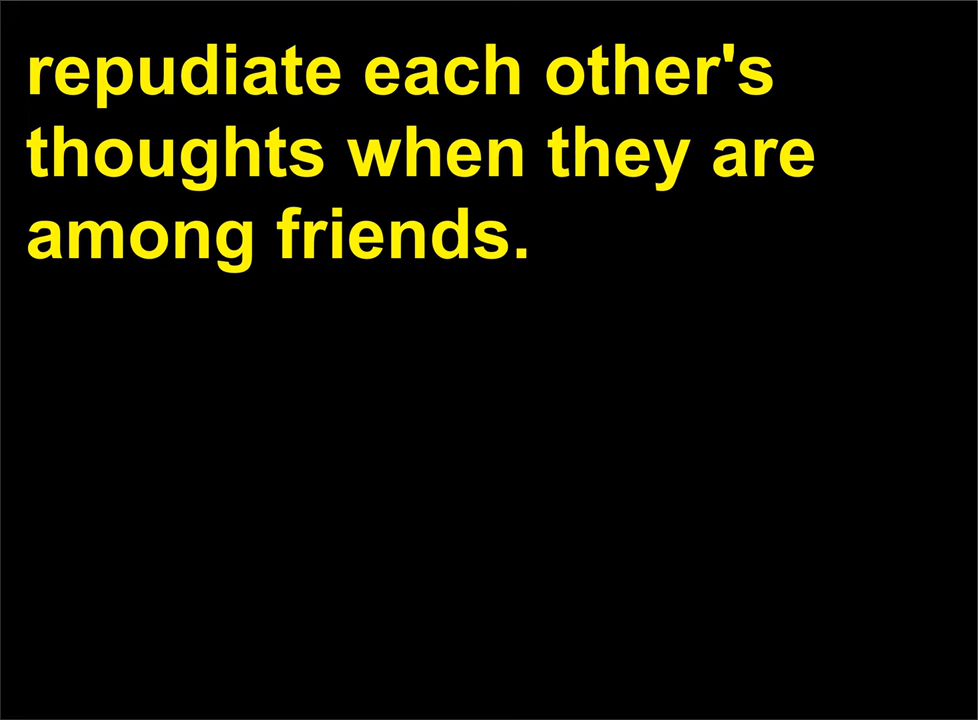 repudiate each other's
thoughts when they are
among friends.